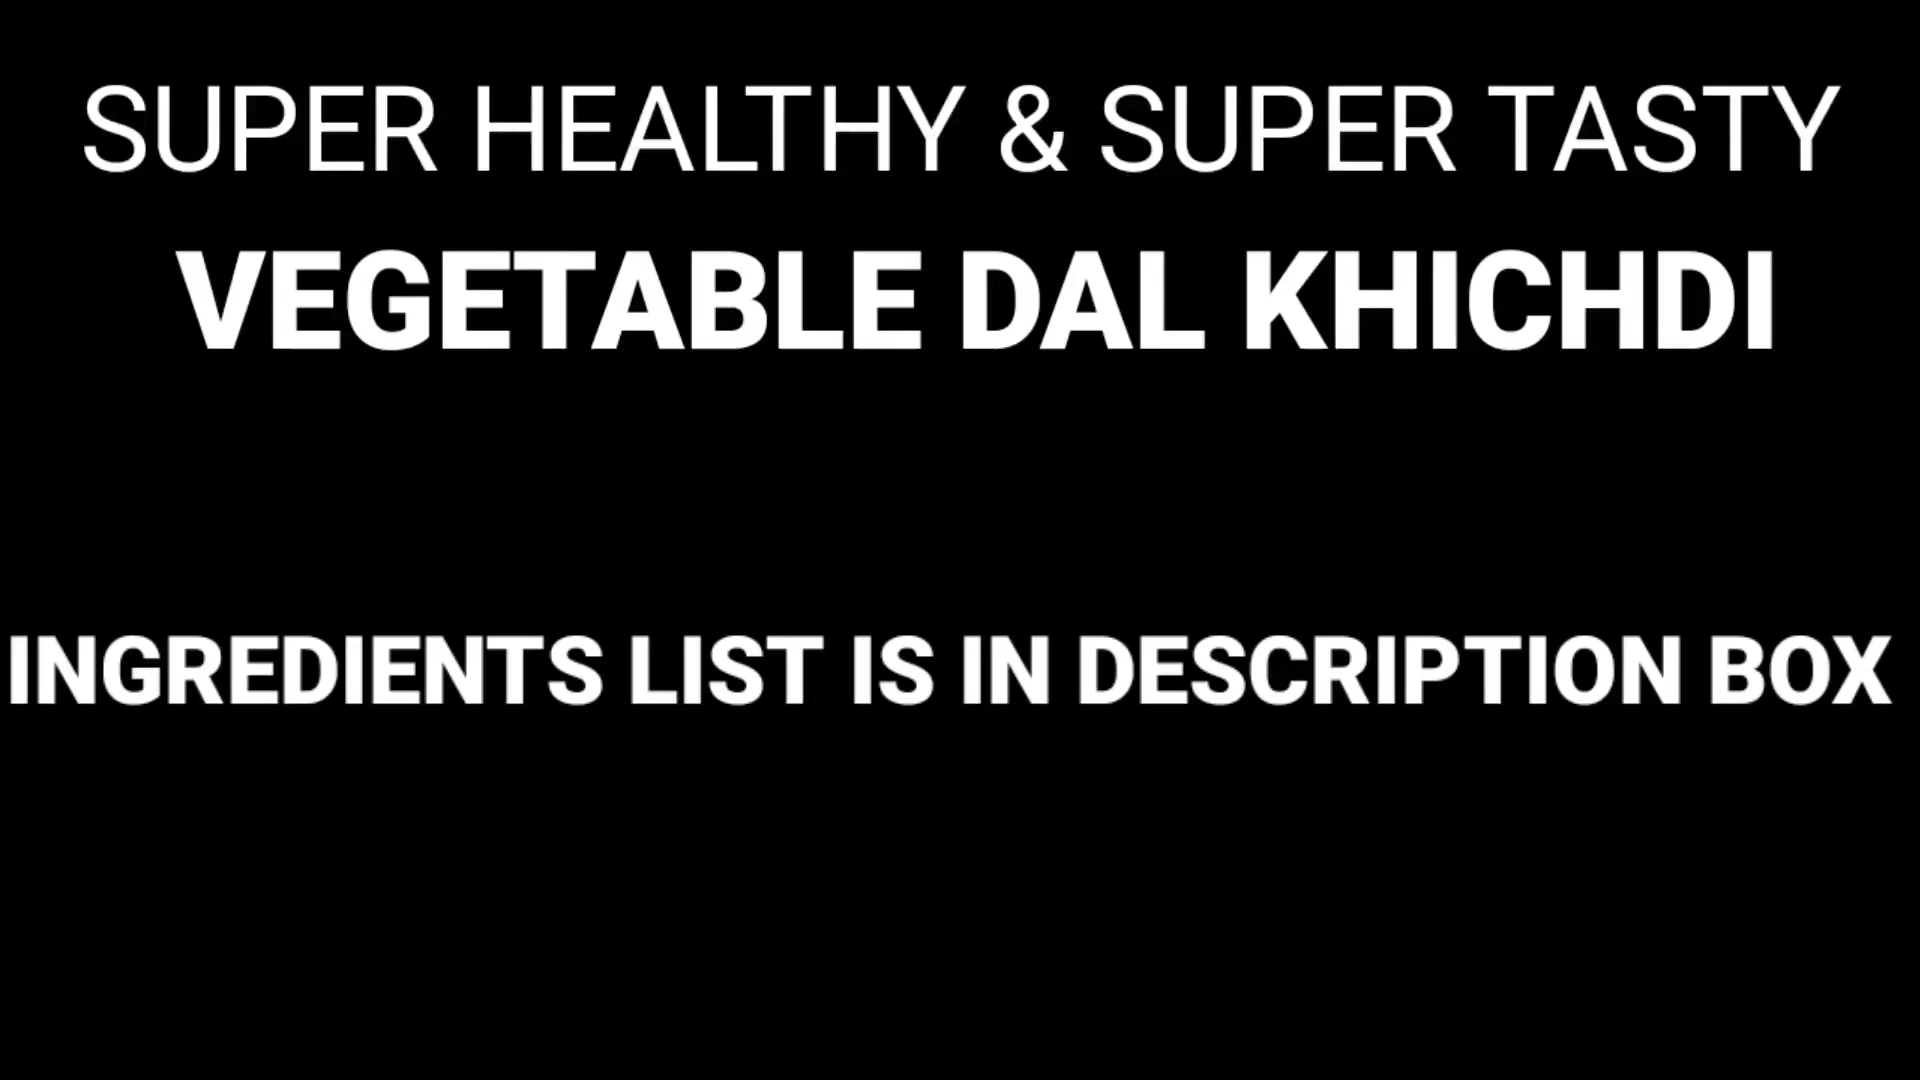 SUPER HEALTHY & SUPER TASTY
VEGETABLE DAL KHICHDI
INGREDIENTS LIST IS IN DESCRIPTION BOX